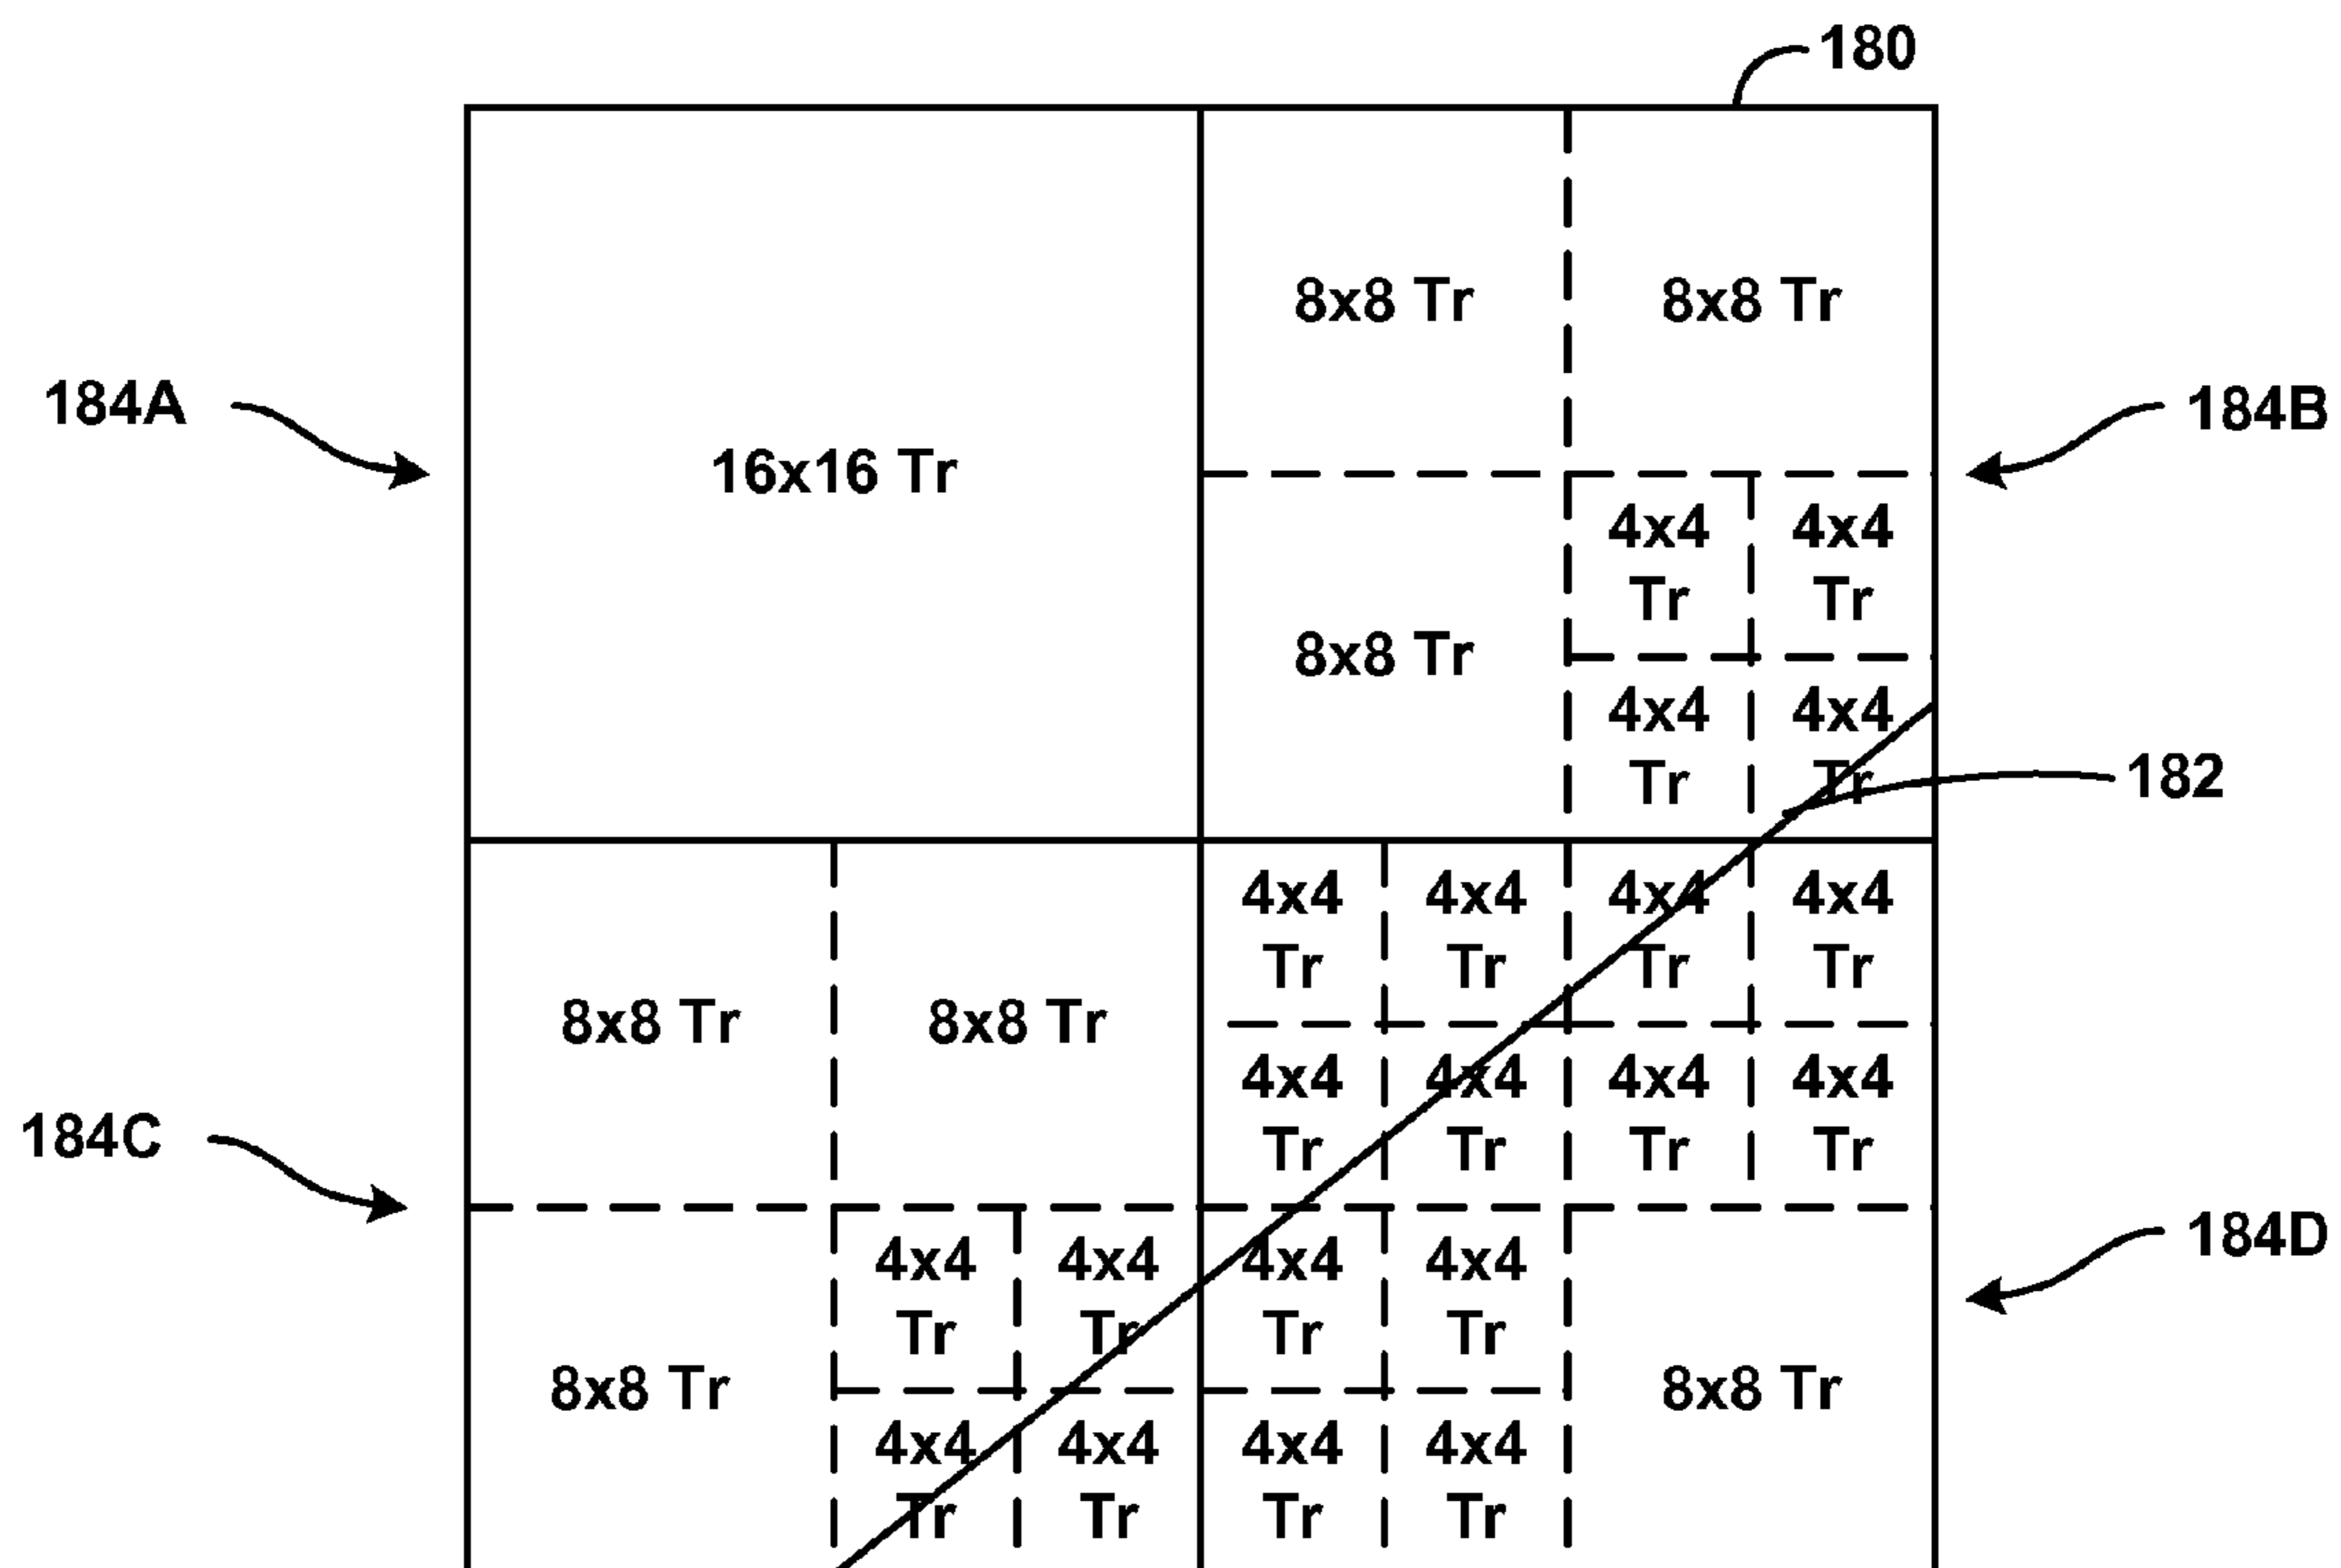 180
8x8 Tr 8x8 Tr
184A
184B
16x16 Tr
4x4 4x4
Tr Tr
8x8 Tr
4x4 4x4
Tr Tr
182
4x4 4x4 4x4 4x4
Tr Tr Tr Tr
8x8 Tr 8x8 Tr
4x4 4x4 4x4 4x4
184C
Tr Tr Tr Tr
184D
4x4 4x4 4x4 4x4
Tr Tr Tr Tr
8x8 Tr 8x8 Tr
4x4 4x4 4x4 4x4
Tr Tr Tr Tr